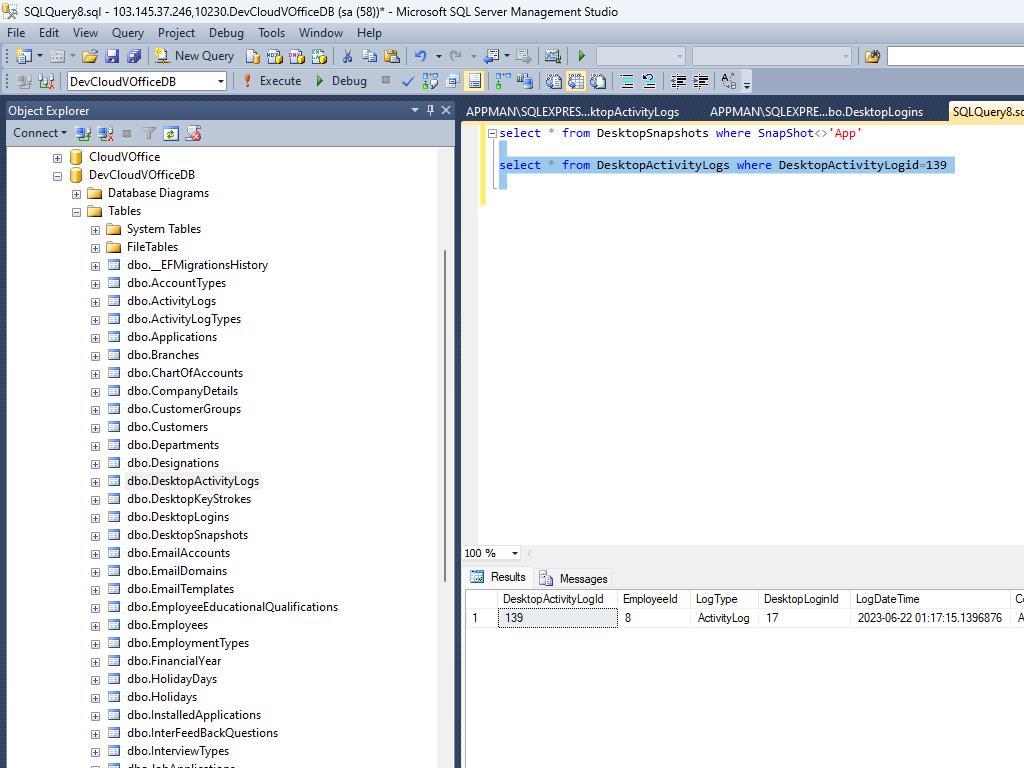 SQLQuery8.sql - 103.145.37.246,10230.DevCloudVOfficeDB (sa (58))* - Microsoft SQL Server Management Studio
File Edit View Query Project Debug Tools Window Help
New Query
DevCloudVOfficeDB Execute Debug
Object Explorer
Connect
CloudVOffice
DevCloudVOfficeDB
Database Diagrams
Tables
System Tables
FileTables
dbo.__EFMigrationsHistory
dbo.AccountTypes
dbo.ActivityLogs
dbo.ActivityLogTypes
dbo.Applications
dbo.Branches
dbo.ChartOfAccounts
dbo.CompanyDetails
dbo.CustomerGroups
dbo.Customers
dbo.Departments
dbo.Designations
dbo.DesktopActivityLogs
dbo.DesktopKeyStrokes
dbo.DesktopLogins
dbo.DesktopSnapshots
dbo.EmailAccounts
dbo.EmailDomains
dbo.EmailTemplates
dbo.EmployeeEducationalQualifications
dbo.Employees
dbo.EmploymentTypes
dbo.FinancialYear
dbo.HolidayDays
dbo.Holidays
dbo.InstalledApplications
dbo.InterFeedBackQuestions
dbo.InterviewTypes
APPMAN\SQLEXPRES...ktopActivityLogs APPMAN\SQLEXPRE...bo.DesktopLogins SQLQuery8.sq
select * from DesktopSnapshots where SnapShot<>'App'
select * from DesktopActivityLogs where DesktopActivityLogid=139
100 %
Results Messages
DesktopActivityLogId EmployeeId LogType DesktopLoginId LogDateTime
1 139 8 ActivityLog 17 2023-06-22 01:17:15.1396876